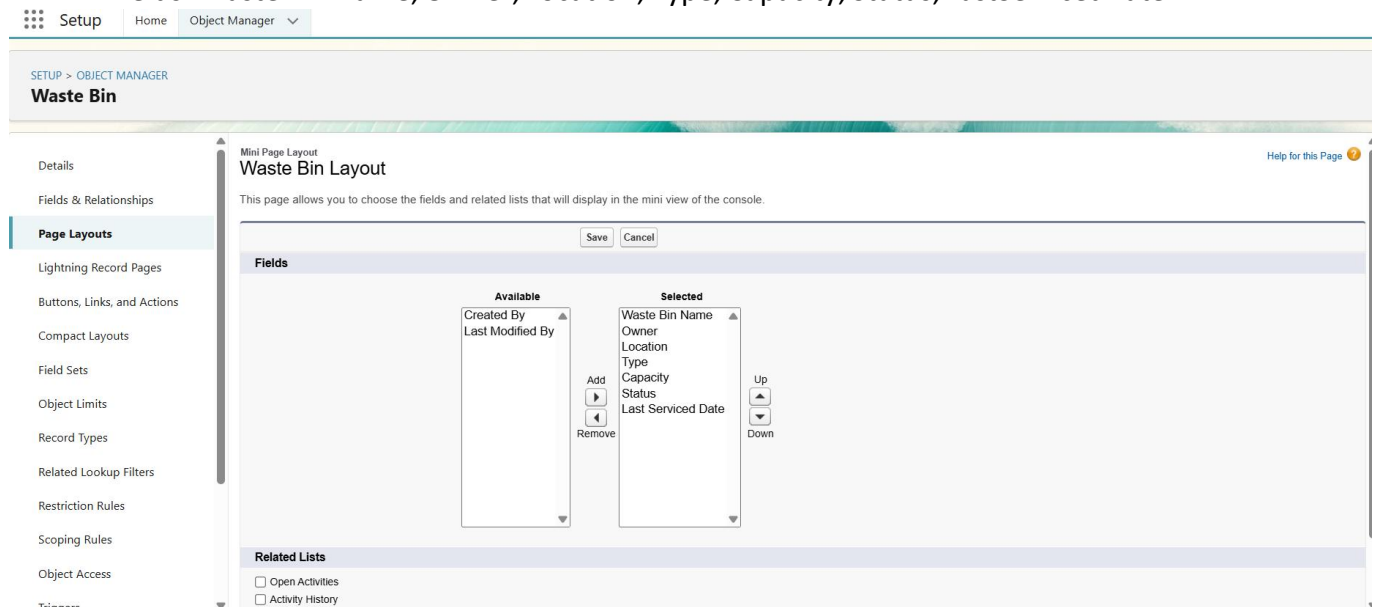 Setup Home Object Manager
SETUP > OBJECT MANAGER
Waste Bin
Details
Fields & Relationships
Page Layouts
Lightning Record Pages
Buttons, Links, and Actions
Compact Layouts
Field Sets
Object Limits
Record Types
Related Lookup Filters
Restriction Rules
Scoping Rules
Object Access
Mini Page Layout
Waste Bin Layout
Help for this Page
This page allows you to choose the fields and related lists that will display in the mini view of the console.
Save Cancel
Fields
Available
Created By
Last Modified By
Add
Remove
Selected
Waste Bin Name
Owner
Location
Type
Capacity
Status
Last Serviced Date
Up
Down
Related Lists
Open Activities
Activity History